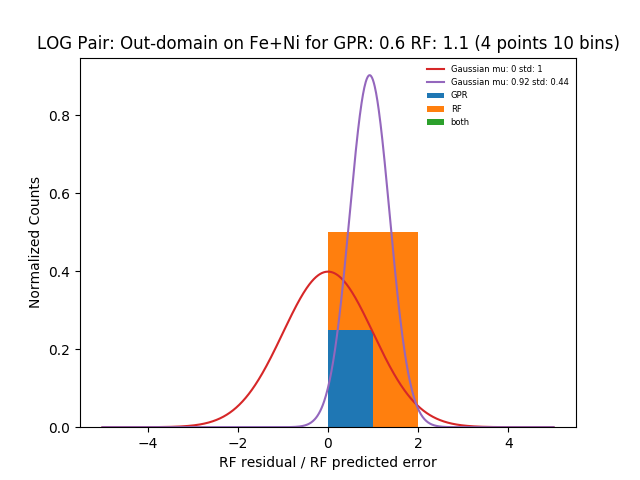 LOG Pair: Out-domain on Fe+Ni for GPR: 0.6 RF: 1.1 (4 points 10 bins)
Gaussian mu: 0 std: 1
Gaussian mu: 0.92 std: 0.44
GPR
RF
both
Normalized Counts
0.8
0.6
0.4
0.2
0.0
−4 −2 0 2 4
RF residual / RF predicted error